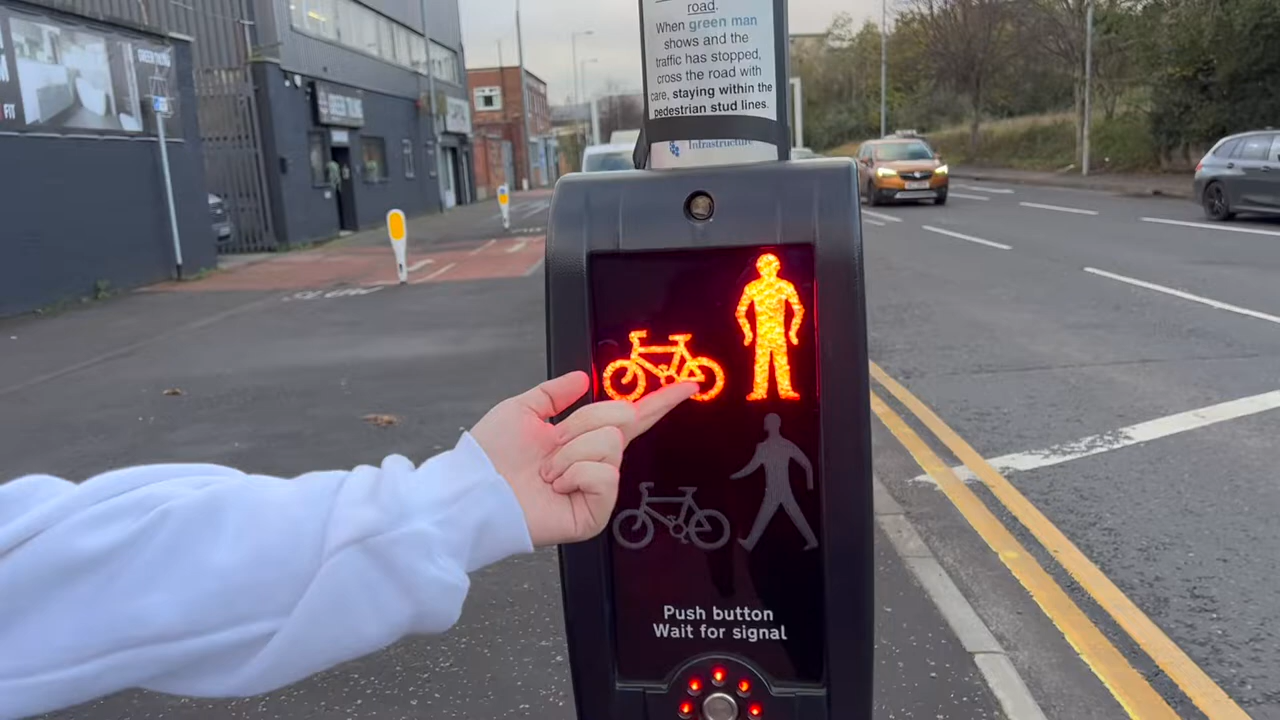 road.
When green man
shows and the
traffic has stopped,
cross the road with
care, staying within the
pedestrian stud lines.
Infrastructure
Push button
Wait for signal